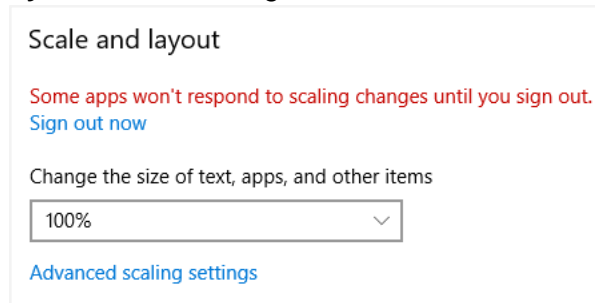 Scale and layout
Some apps won't respond to scaling changes until you sign out.
Sign out now
Change the size of text, apps, and other items
100%
Advanced scaling settings